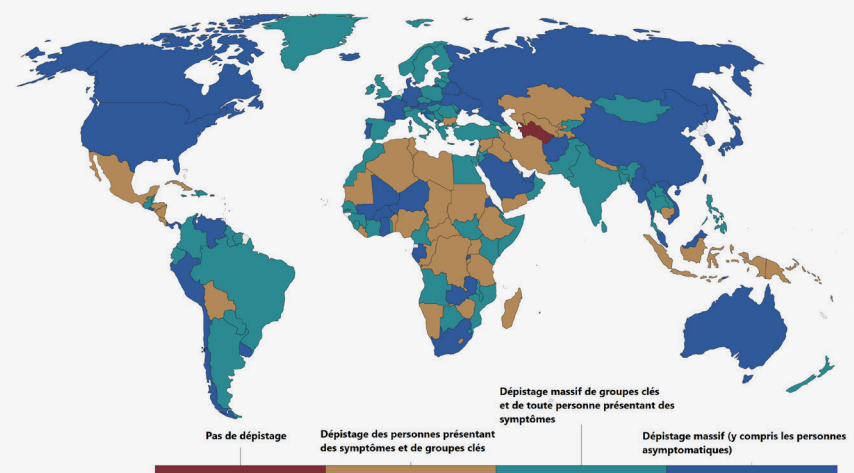 Dépistage massif de groupes clés
et de toute personne présentant des
symptômes
Pas de dépistage
Dépistage des personnes présentant
des symptômes et de groupes clés
Dépistage massif (y compris les personnes
asymptomatiques)